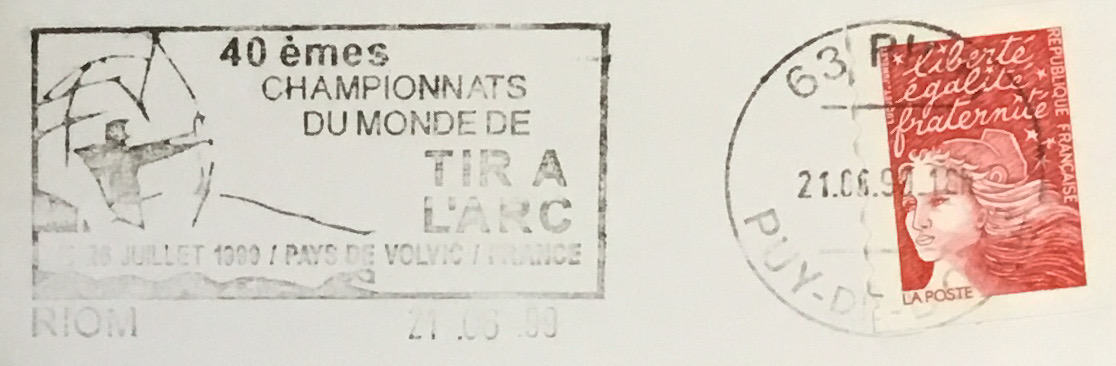 40 èmes
CHAMPIONNATS
DU MONDE DE
TIR A
L'ARC
JUILLET 1999 / PAYS DE VOLVIC / FRANCE
RIOM 21 .06 .99
63
21.06.9
PUY-DE-D
liberté
égalité
fraternité
RÉPUBLIQUE FRANÇAISE
LA POSTE